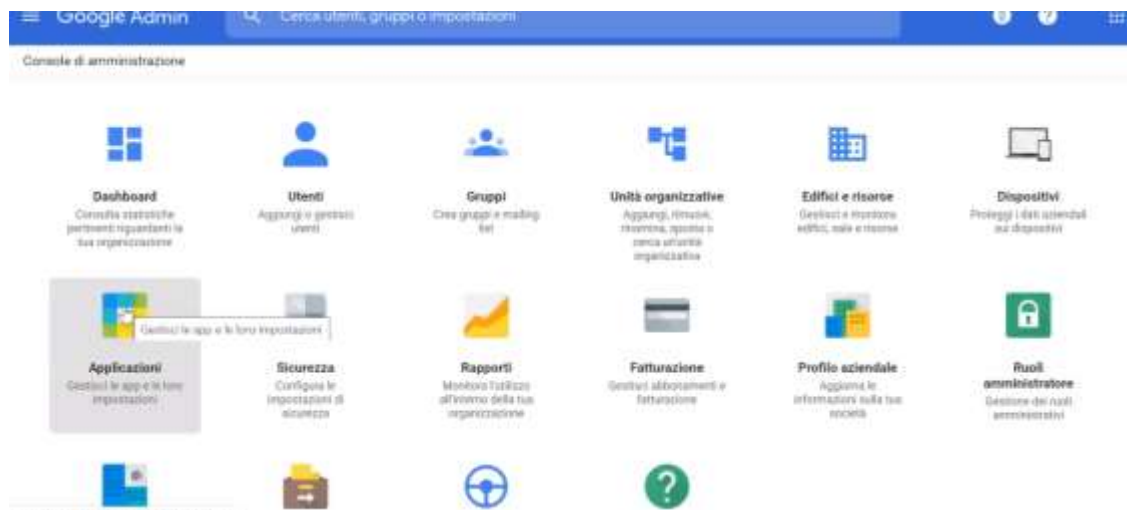 Google Admin
Cerca utenti, gruppi o impostazioni
Console di amministrazione
Dashboard
Consulta statistiche
pertinenti riguardanti la
tua organizzazione
Utenti
Aggiungi o gestisci
utenti
Gruppi
Crea gruppi e mailing
list
Unità organizzative
Aggiungi, rimuovi,
rinomina, sposta o
cerca un'unità
organizzativa
Edifici e risorse
Gestisci e monitora
edifici, sale e risorse
Dispositivi
Proteggi i dati aziendali
sui dispositivi
Applicazioni
Gestisci le app e le loro
impostazioni
Gestisci le app e le loro impostazioni
Sicurezza
Configura le
impostazioni di
sicurezza
Rapporti
Monitora l'utilizzo
all'interno della tua
organizzazione
Fatturazione
Gestisci abbonamenti e
fatturazione
Profilo aziendale
Aggiorna le
informazioni sulla tua
società
Ruoli
amministratore
Gestione dei ruoli
amministrativi